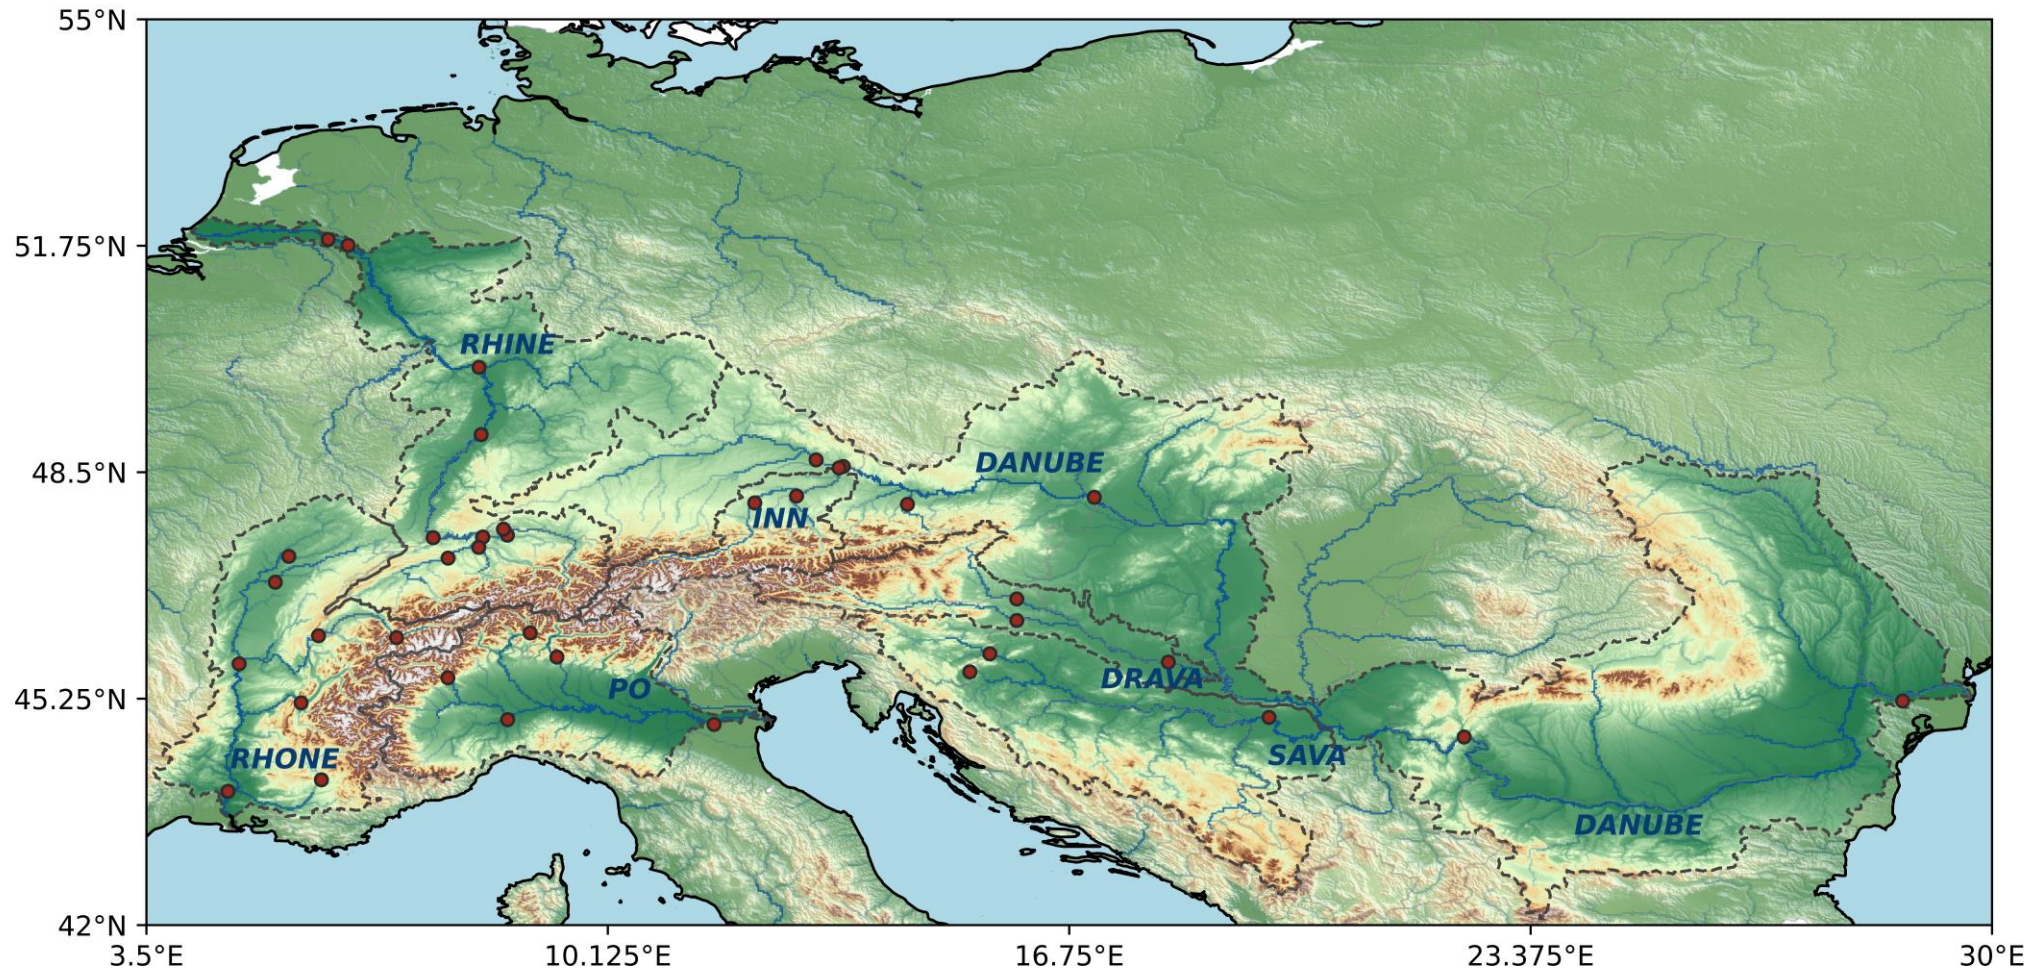 55°N
51.75°N
RHINE
48.5°N
DANUBE
INN
45.25°N
PO
DRAVA
RHONE
SAVA
DANUBE
42°N
3.5°E
10.125°E
16.75°E
23.375°E
30°E